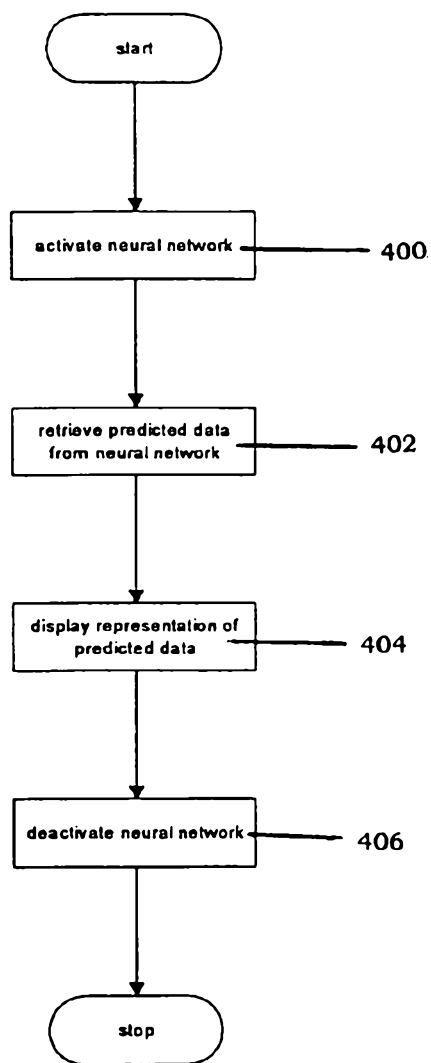 start
activate neural network
400
retrieve predicted data
from neural network
402
display representation of
predicted data
404
deactivate neural network
406
stop